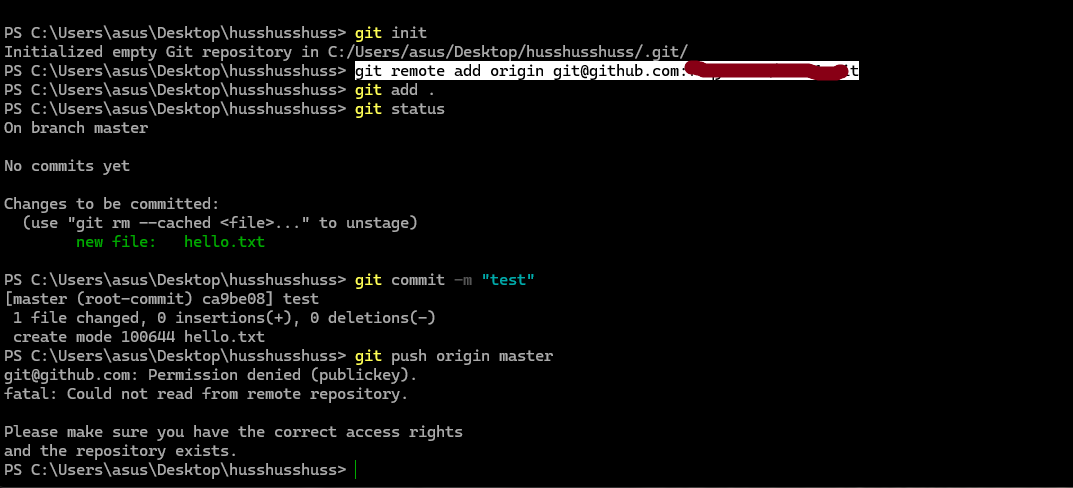 PS C:\Users\asus\Desktop\husshusshuss> git init
Initialized empty Git repository in C:/Users/asus/Desktop/husshusshuss/.git/
PS C:\Users\asus\Desktop\husshusshuss> git remote add origin git@github.com:
PS C:\Users\asus\Desktop\husshusshuss> git add .
PS C:\Users\asus\Desktop\husshusshuss> git status
On branch master
No commits yet
Changes to be committed:
(use "git rm --cached <file>..." to unstage)
new file: hello.txt
PS C:\Users\asus\Desktop\husshusshuss> git commit -m "test"
[master (root-commit) ca9be08] test
1 file changed, 0 insertions(+), 0 deletions(-)
create mode 100644 hello.txt
PS C:\Users\asus\Desktop\husshusshuss> git push origin master
git@github.com: Permission denied (publickey).
fatal: Could not read from remote repository.
Please make sure you have the correct access rights
and the repository exists.
PS C:\Users\asus\Desktop\husshusshuss>